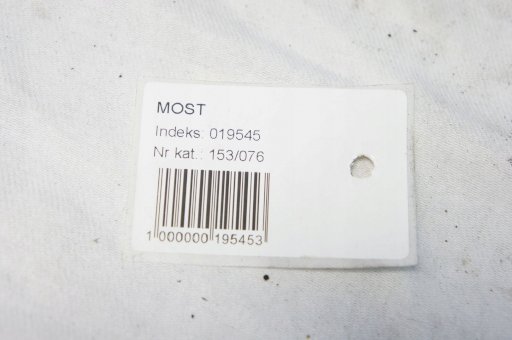 MOST
Indeks: 019545
Nr kat.: 153/076
1 000000 195453